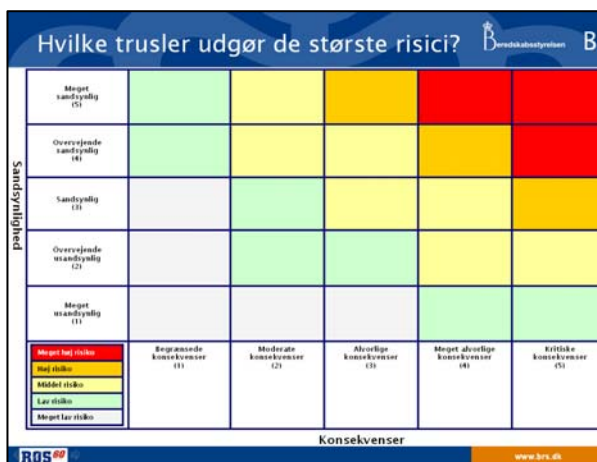 Hvilke trusler udgør de største risici?
Beredskabsstyrelsen
B
Sandsynlighed
Meget
sandsynlig
(5)
Overvejende
sandsynlig
(4)
Sandsynlig
(3)
Overvejende
usandsynlig
(2)
Meget
usandsynlig
(1)
Meget høj risiko
Høj risiko
Middel risiko
Lav risiko
Meget lav risiko
Begrænsede
konsekvenser
(1)
Moderate
konsekvenser
(2)
Alvorlige
konsekvenser
(3)
Meget alvorlige
konsekvenser
(4)
Kritiske
konsekvenser
(5)
Konsekvenser
ROS
www.brs.dk